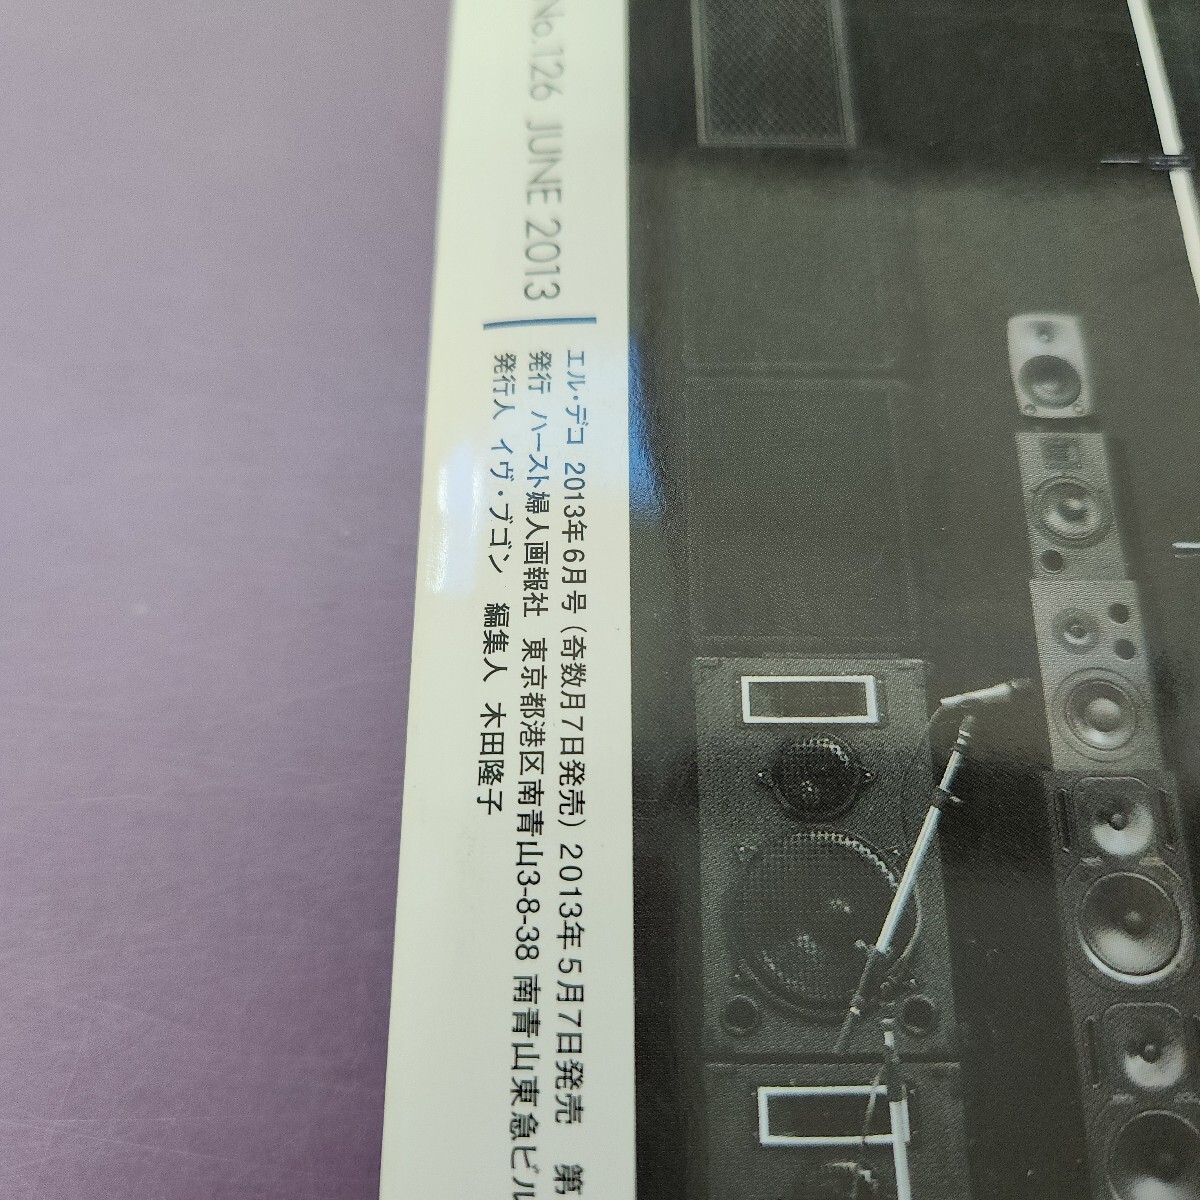 No.126 JUNE 2013
エル・デコ 2013年6月号（奇数月7日発売）2013年5月7日発売 第
発行 ハースト婦人画報社 東京都港区南青山3-8-38 南青山東急ビル
発行人 イヴ・ブゴン 編集人 木田隆子